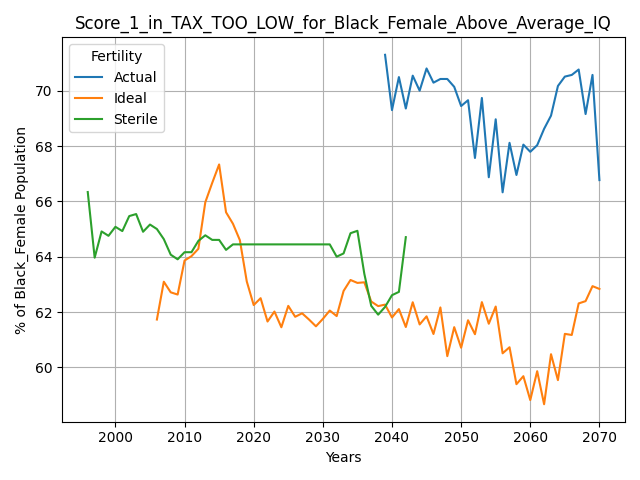 Score_1_in_TAX_TOO_LOW_for_Black_Female_Above_Average_IQ
Fertility
Actual
Ideal
Sterile
% of Black_Female Population
70
68
66
64
62
60
2000
2010
2020
2030
2040
2050
2060
2070
Years